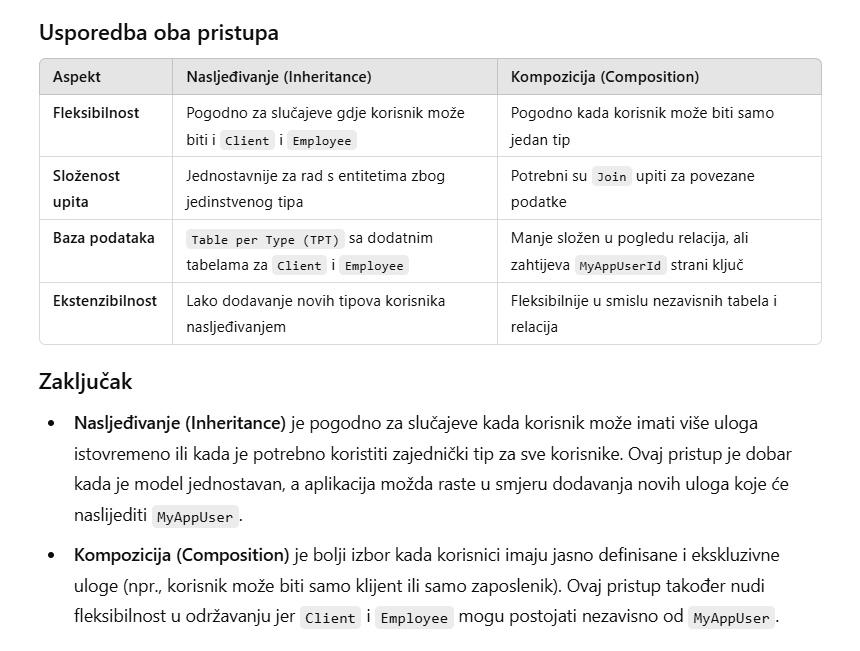 Usporedba oba pristupa
Aspekt Nasljeđivanje (Inheritance) Kompozicija (Composition)
Fleksibilnost Pogodno za slučajeve gdje korisnik može Pogodno kada korisnik može biti samo
biti i Client i Employee jedan tip
Složenost Jednostavnije za rad s entitetima zbog Potrebni su Join upiti za povezane
upita jedinstvenog tipa podatke
Baza podataka Table per Type (TPT) sa dodatnim Manje složen u pogledu relacija, ali
tabelama za Client i Employee zahtijeva MyAppUserId strani ključ
Ekstenzibilnost Lako dodavanje novih tipova korisnika Fleksibilnije u smislu nezavisnih tabela i
nasljeđivanjem relacija
Zaključak
• Nasljeđivanje (Inheritance) je pogodno za slučajeve kada korisnik može imati više uloga
istovremeno ili kada je potrebno koristiti zajednički tip za sve korisnike. Ovaj pristup je dobar
kada je model jednostavan, a aplikacija možda raste u smjeru dodavanja novih uloga koje će
naslijediti MyAppUser.
• Kompozicija (Composition) je bolji izbor kada korisnici imaju jasno definisane i ekskluzivne
uloge (npr., korisnik može biti samo klijent ili samo zaposlenik). Ovaj pristup također nudi
fleksibilnost u održavanju jer Client i Employee mogu postojati nezavisno od MyAppUser.